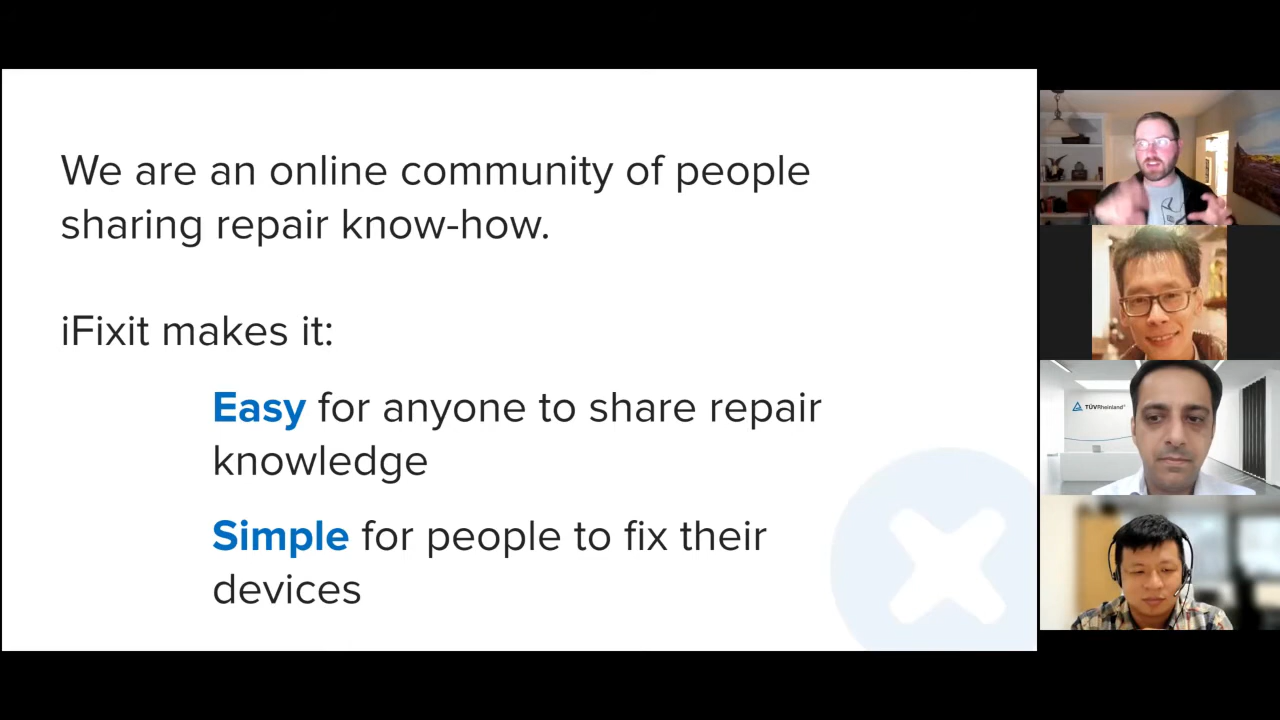 We are an online community of people
sharing repair know-how.
iFixit makes it:
Easy for anyone to share repair
knowledge
Simple for people to fix their
devices
TÜVRheinland®